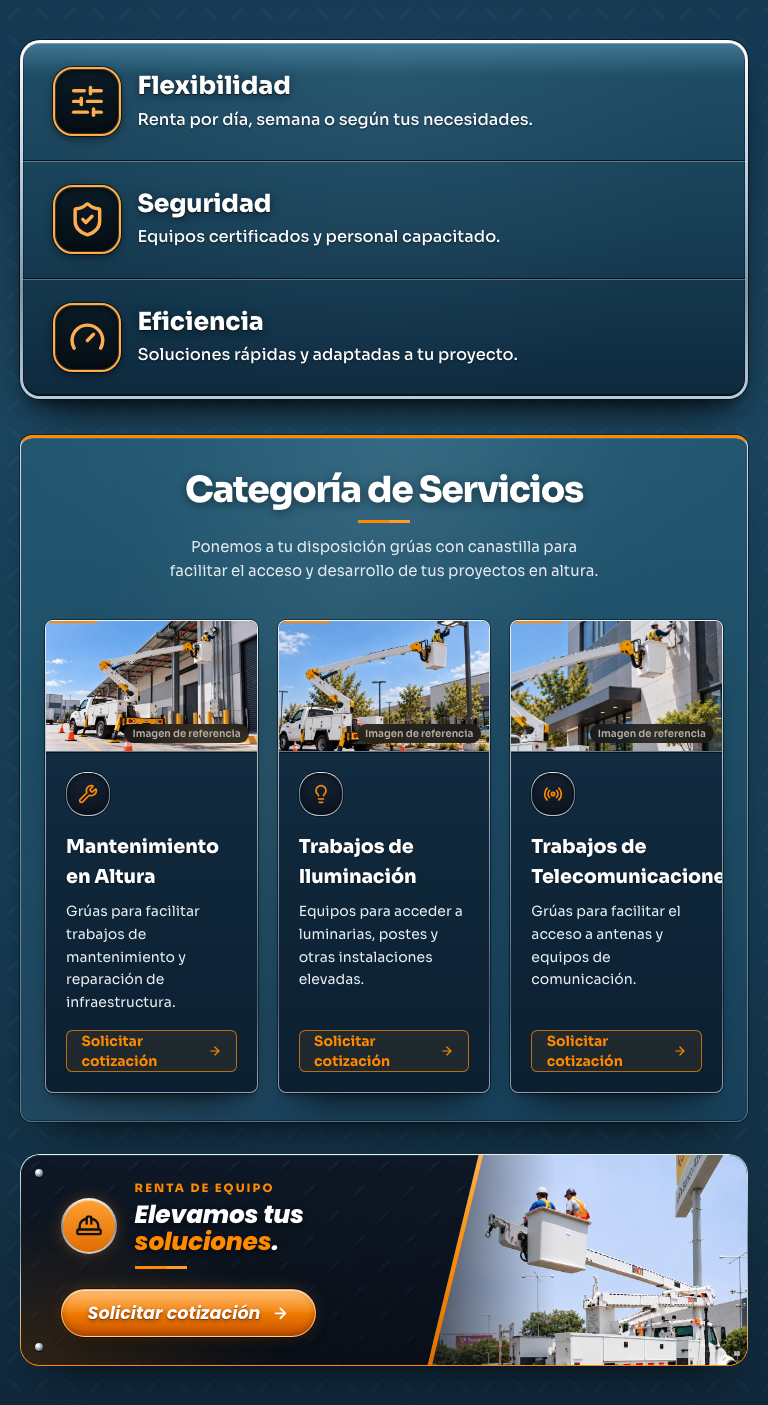 Flexibilidad
Renta por día, semana o según tus necesidades.
Seguridad
Equipos certificados y personal capacitado.
Eficiencia
Soluciones rápidas y adaptadas a tu proyecto.
Categoría de Servicios
Ponemos a tu disposición grúas con canastilla para
facilitar el acceso y desarrollo de tus proyectos en altura.
Imagen de referencia
Mantenimiento
en Altura
Grúas para facilitar
trabajos de
mantenimiento y
reparación de
infraestructura.
Solicitar
cotización
Imagen de referencia
Trabajos de
Iluminación
Equipos para acceder a
luminarias, postes y
otras instalaciones
elevadas.
Solicitar
cotización
Imagen de referencia
Trabajos de
Telecomunicacione
Grúas para facilitar el
acceso a antenas y
equipos de
comunicación.
Solicitar
cotización
RENTA DE EQUIPO
Elevamos tus
soluciones.
Solicitar cotización